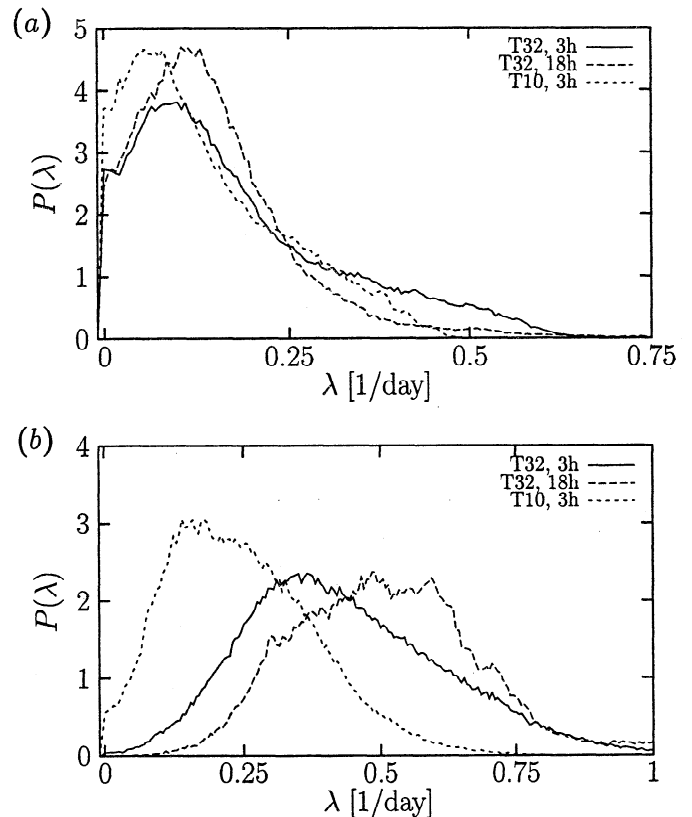 (a)
5
4
3
2
1
0
P(λ)
T32, 3h
T32, 18h
T10, 3h
0 0.25 0.5 0.75
λ [1/day]
(b)
4
3
2
1
0
P(λ)
T32, 3h
T32, 18h
T10, 3h
0 0.25 0.5 0.75 1
λ [1/day]